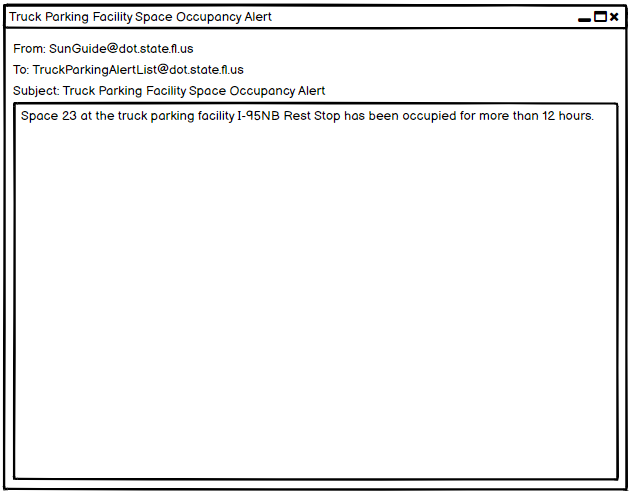 Truck Parking Facility Space Occupancy Alert
From: SunGuide@dot.state.fl.us
To: TruckParkingAlertList@dot.state.fl.us
Subject: Truck Parking Facility Space Occupancy Alert
Space 23 at the truck parking facility I-95NB Rest Stop has been occupied for more than 12 hours.